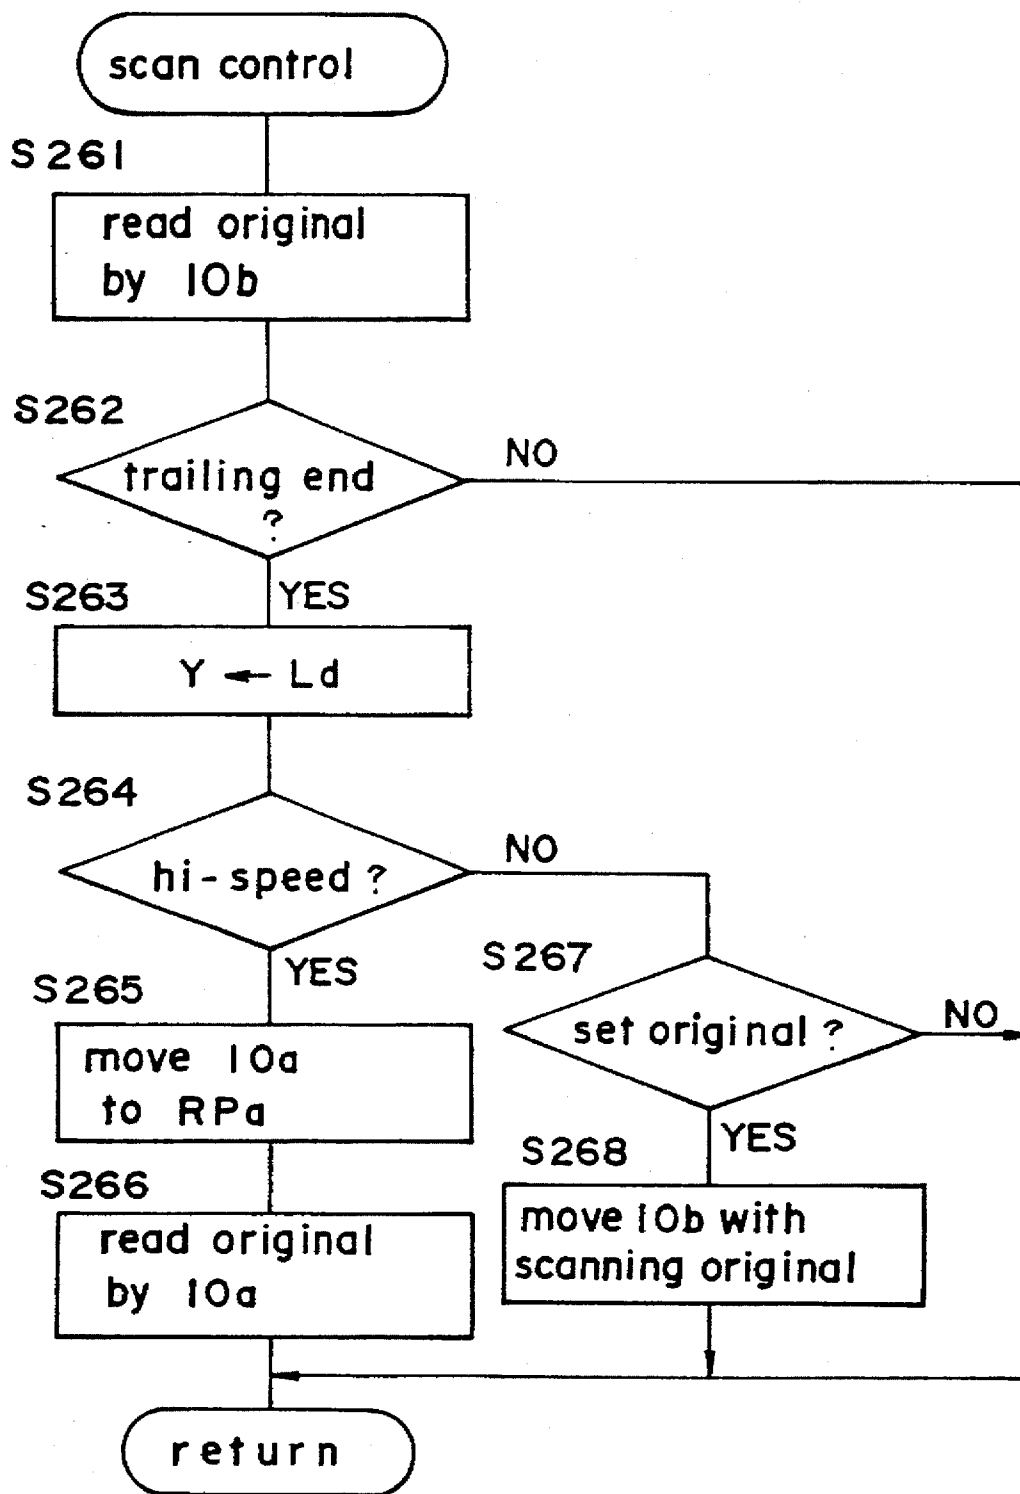 scan control
S261
read original
by 10b
S262
trailing end
?
NO
YES
S263
Y ← Ld
S264
hi-speed ?
NO
YES
S265
move 10a
to RPa
S266
read original
by 10a
S267
set original ?
NO
YES
S268
move 10b with
scanning original
return